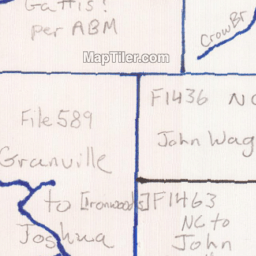 Gattis?
per ABM
MapTiler.com
Crow Br
File 589
Granville
to [Ironwoods]
Joshua
F1436 NC
John Wag
F1463
NC to
John